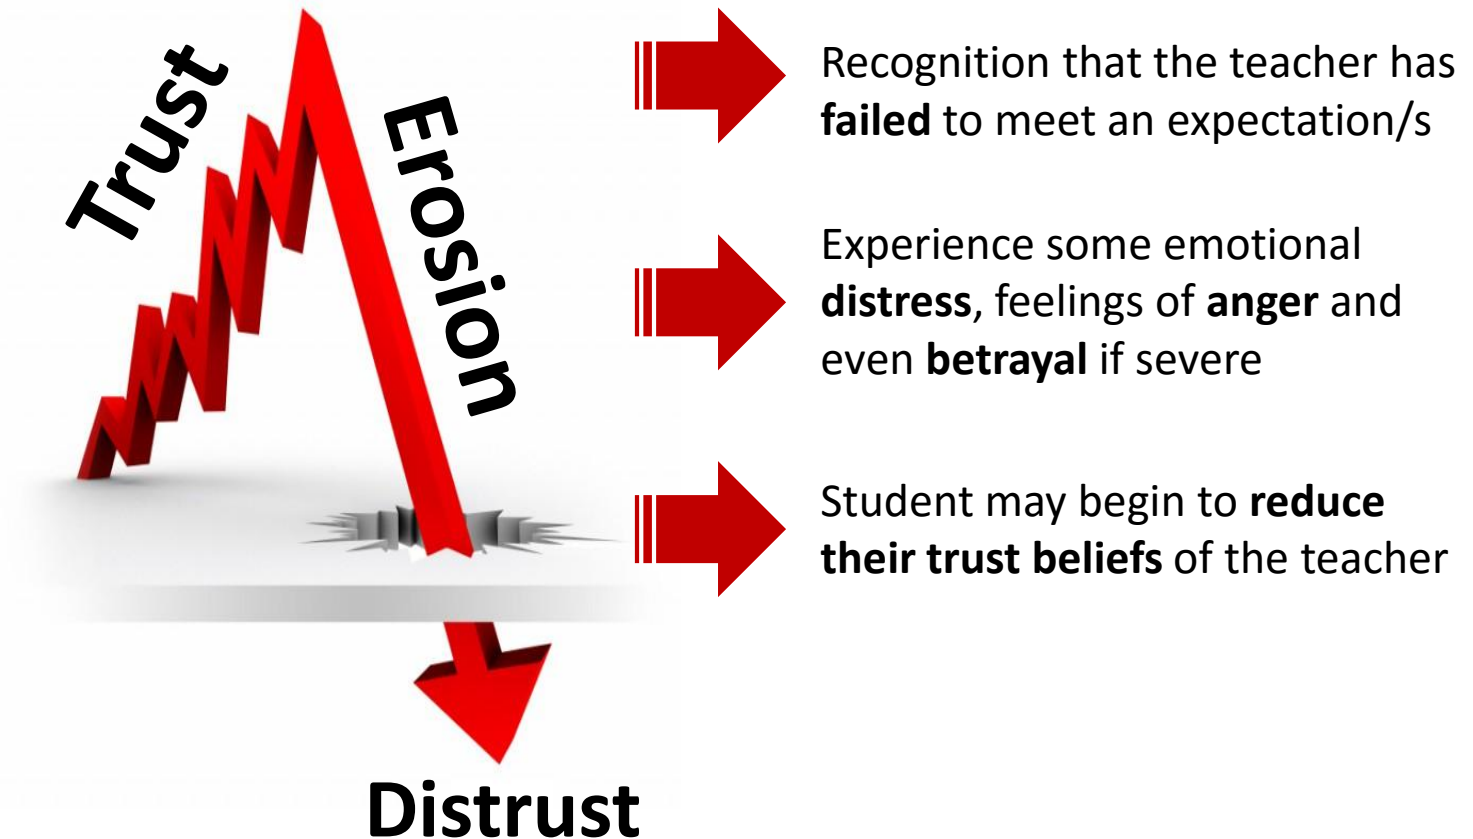 Trust
Erosion
Distrust
Recognition that the teacher has
failed to meet an expectation/s
Experience some emotional
distress, feelings of anger and
even betrayal if severe
Student may begin to reduce
their trust beliefs of the teacher